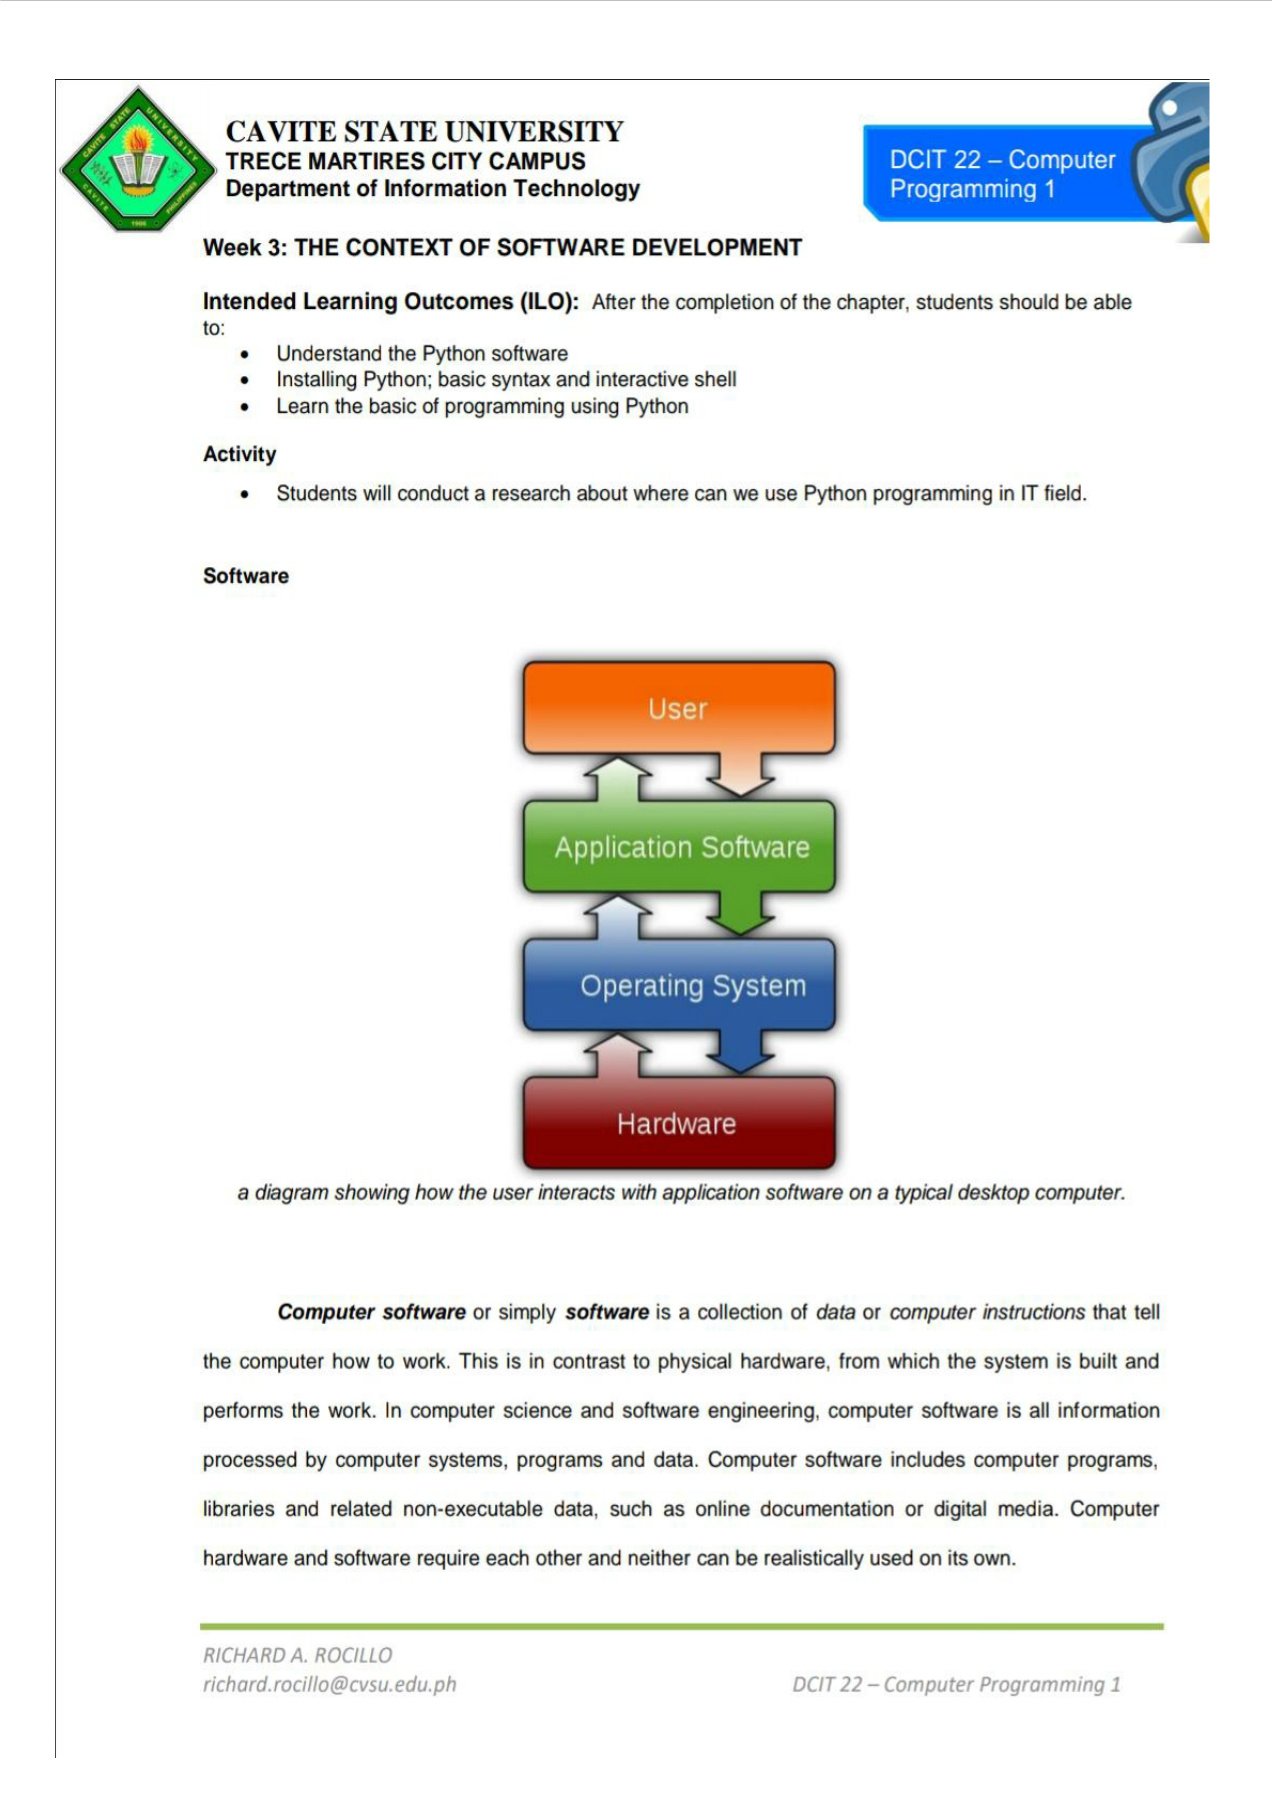 CAVITE STATE UNIVERSITY
TRECE MARTIRES CITY CAMPUS
Department of Information Technology
CAVITE STATE UNIVERSITY
CAVITE
PHILIPPINES
1906
DCIT 22 – Computer
Programming 1
Week 3: THE CONTEXT OF SOFTWARE DEVELOPMENT
Intended Learning Outcomes (ILO): After the completion of the chapter, students should be able
to:
• Understand the Python software
• Installing Python; basic syntax and interactive shell
• Learn the basic of programming using Python
Activity
• Students will conduct a research about where can we use Python programming in IT field.
Software
User
Application Software
Operating System
Hardware
a diagram showing how the user interacts with application software on a typical desktop computer.
Computer software or simply software is a collection of data or computer instructions that tell
the computer how to work. This is in contrast to physical hardware, from which the system is built and
performs the work. In computer science and software engineering, computer software is all information
processed by computer systems, programs and data. Computer software includes computer programs,
libraries and related non-executable data, such as online documentation or digital media. Computer
hardware and software require each other and neither can be realistically used on its own.
RICHARD A. ROCILLO
richard.rocillo@cvsu.edu.ph
DCIT 22 – Computer Programming 1